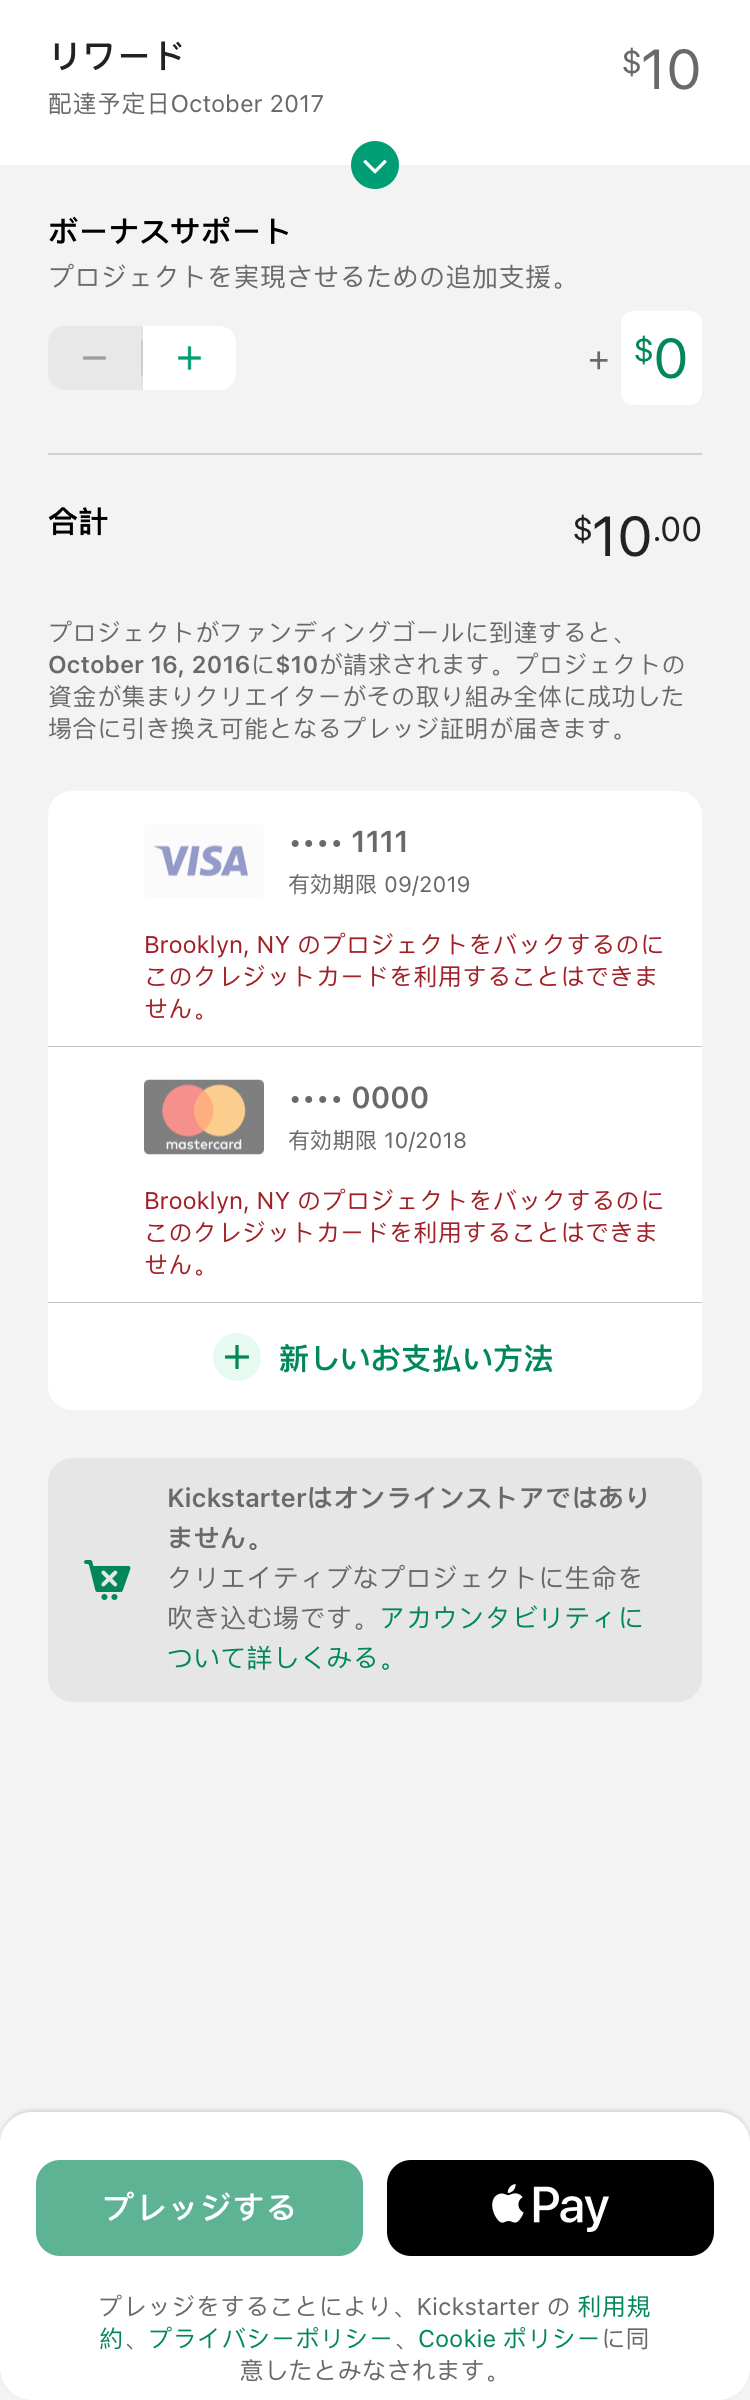 リワード
$10
配達予定日October 2017
ボーナスサポート
プロジェクトを実現させるための追加支援。
− + + $0
合計
$10.00
プロジェクトがファンディングゴールに到達すると、
October 16, 2016に$10が請求されます。プロジェクトの
資金が集まりクリエイターがその取り組み全体に成功した
場合に引き換え可能となるプレッジ証明が届きます。
VISA
•••• 1111
有効期限 09/2019
Brooklyn, NY のプロジェクトをバックするのに
このクレジットカードを利用することはできま
せん。
mastercard
•••• 0000
有効期限 10/2018
Brooklyn, NY のプロジェクトをバックするのに
このクレジットカードを利用することはできま
せん。
+ 新しいお支払い方法
Kickstarterはオンラインストアではあり
ません。
クリエイティブなプロジェクトに生命を
吹き込む場です。アカウンタビリティに
ついて詳しくみる。
プレッジする
Pay
プレッジをすることにより、Kickstarter の 利用規
約、プライバシーポリシー、Cookie ポリシーに同
意したとみなされます。